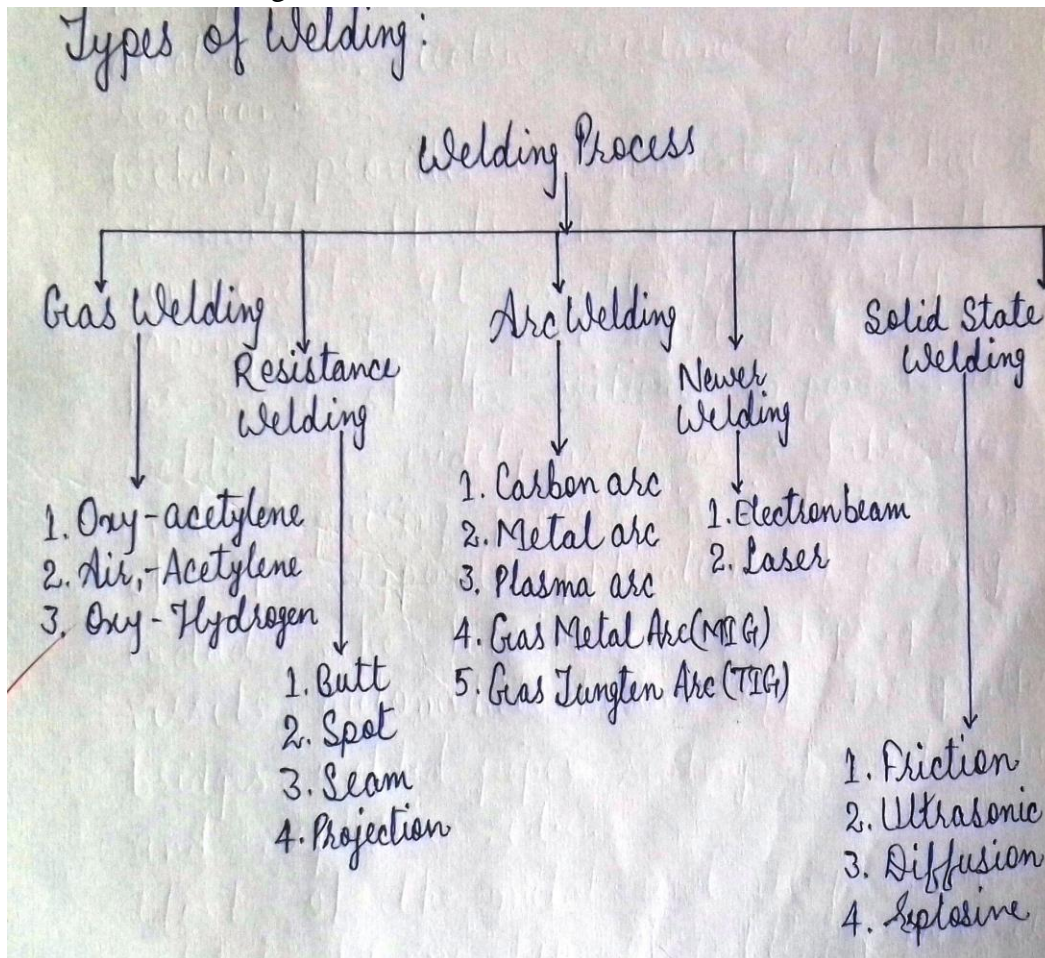 Types of Welding:
Welding Process
Gas Welding
1. Oxy-acetylene
2. Air,-Acetylene
3. Oxy-Hydrogen
Resistance
Welding
1. Butt
2. Spot
3. Seam
4. Projection
Arc Welding
1. Carbon arc
2. Metal arc
3. Plasma arc
4. Gas Metal Arc(MIG)
5. Gas Tungten Arc (TIG)
Newer
Welding
1. Electron beam
2. Laser
Solid State
Welding
1. Friction
2. Ultrasonic
3. Diffusion
4. Explosive